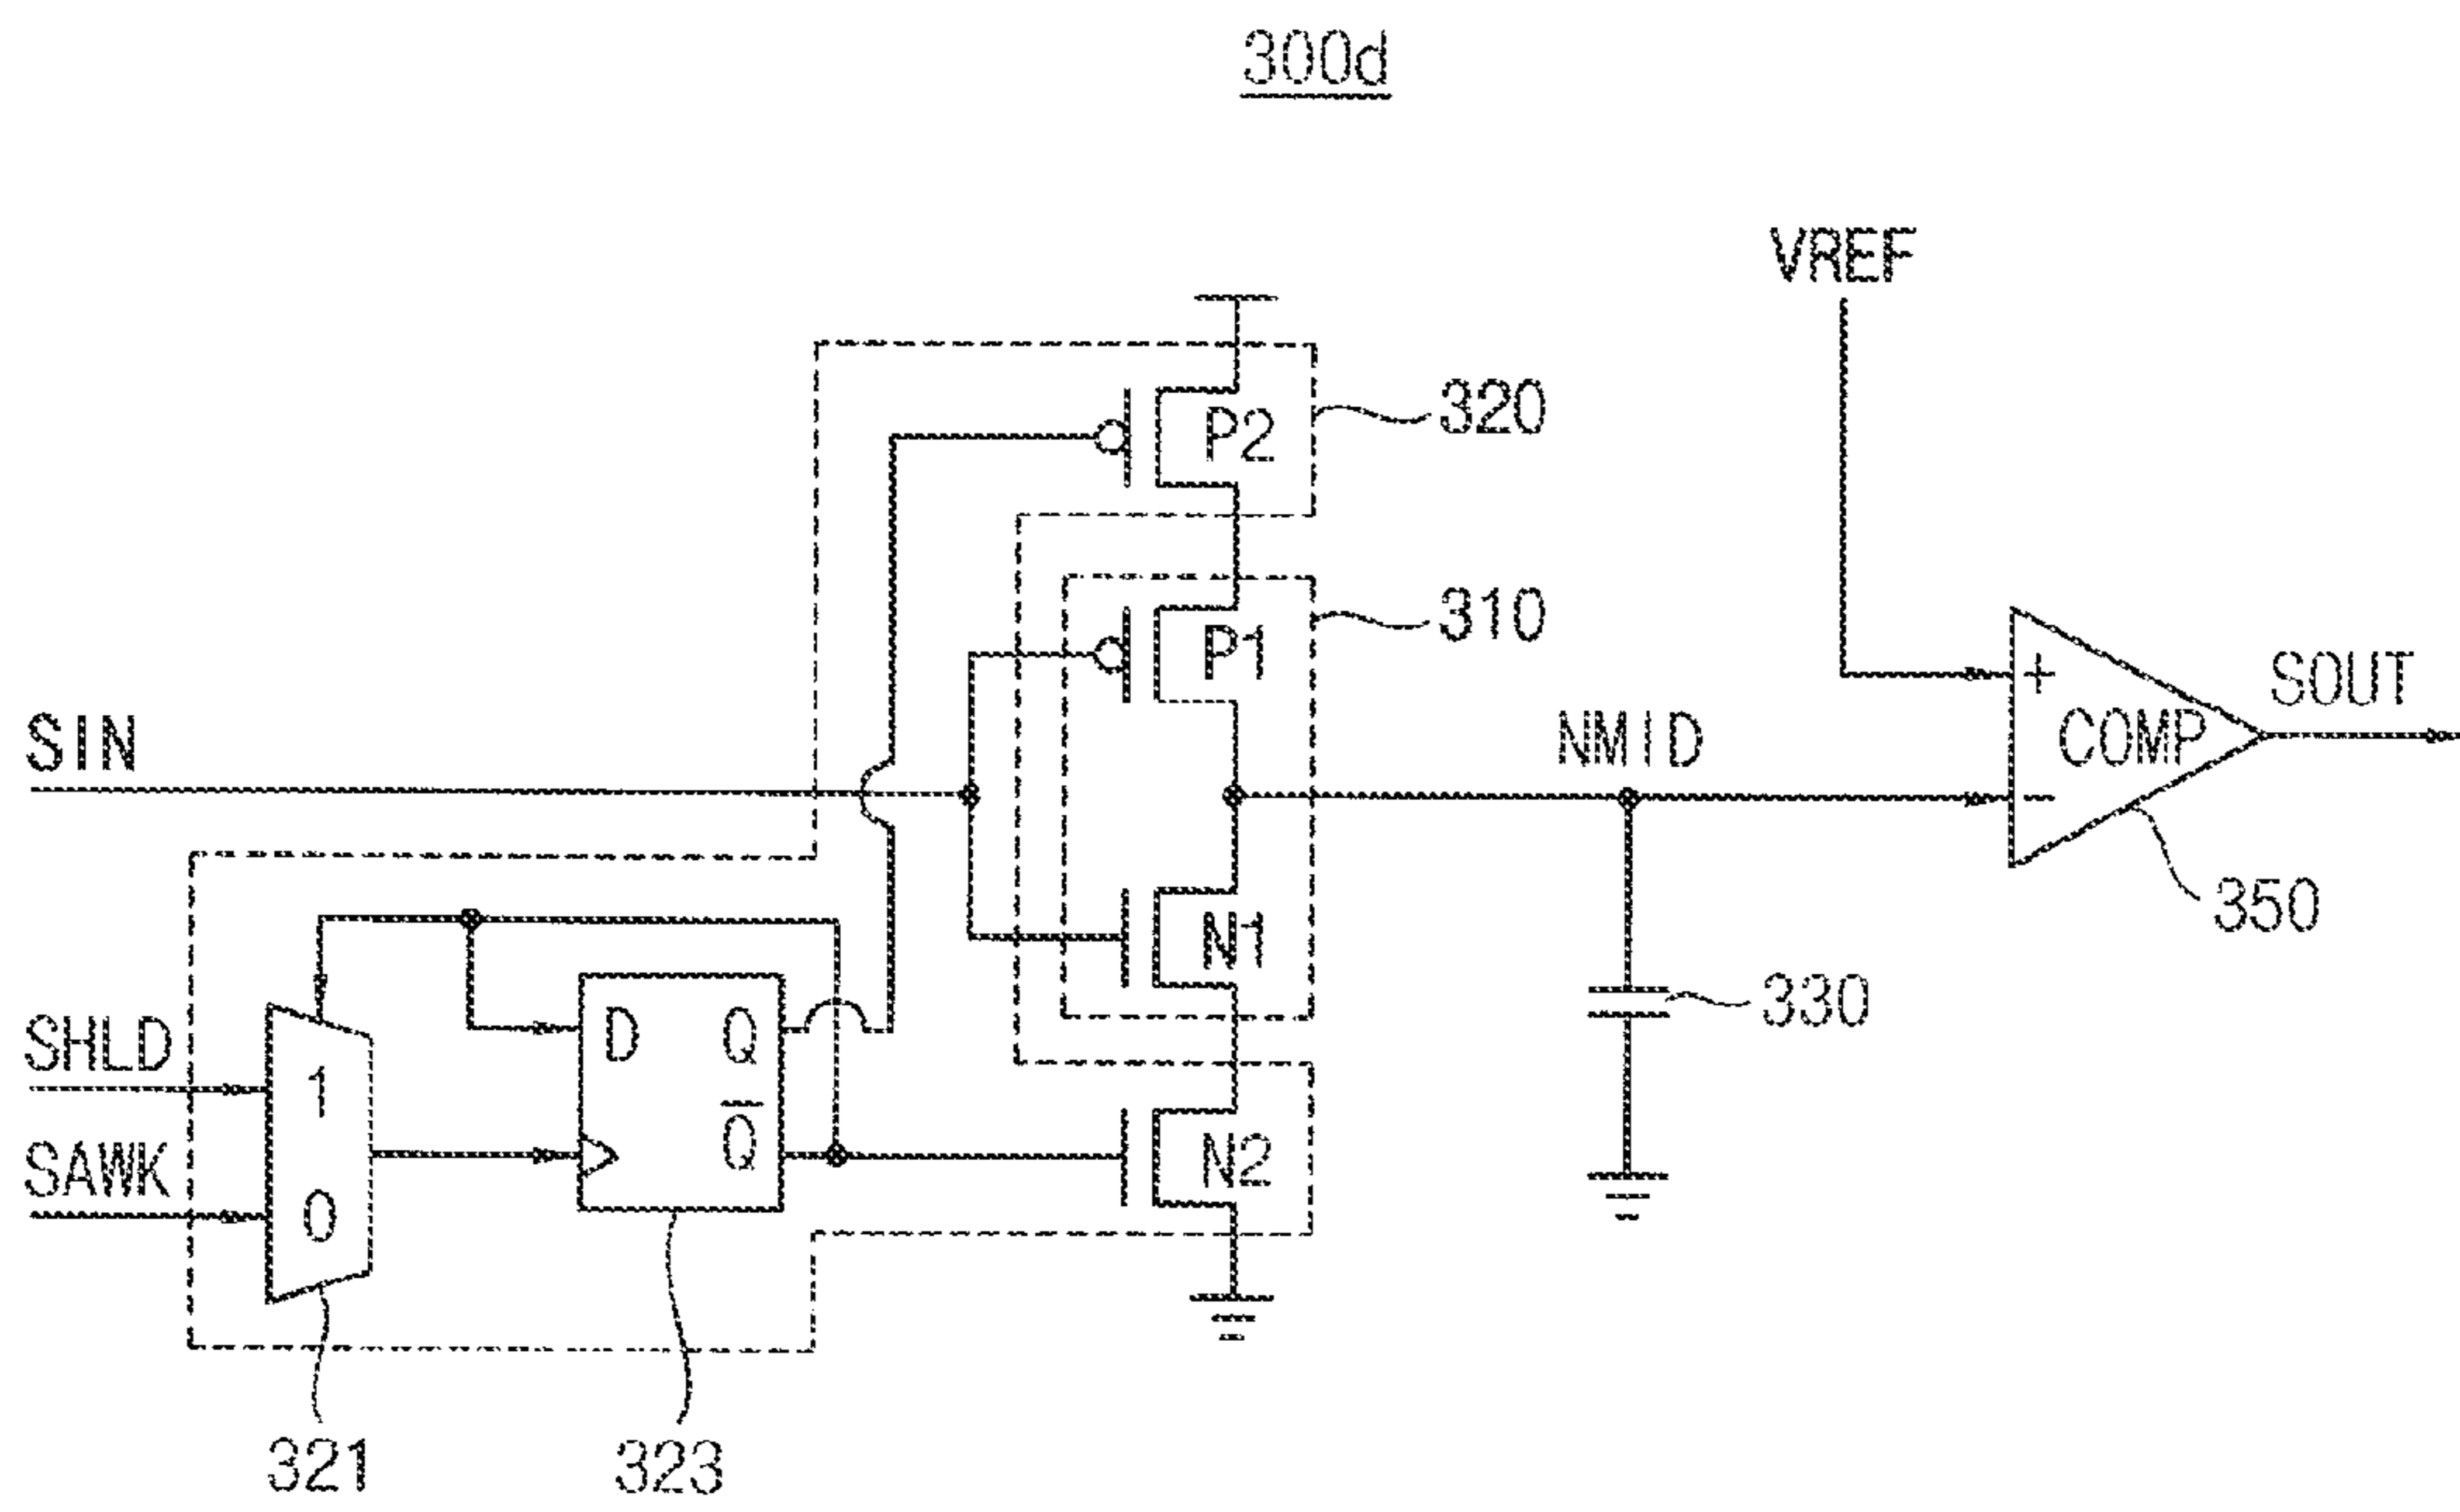 300d
VREF
P2
320
P1
310
+
SOUT
SIN
NMID
COMP
−
350
N1
330
SHLD
1
D
Q
SAWK
0
Q̅
N2
321
323